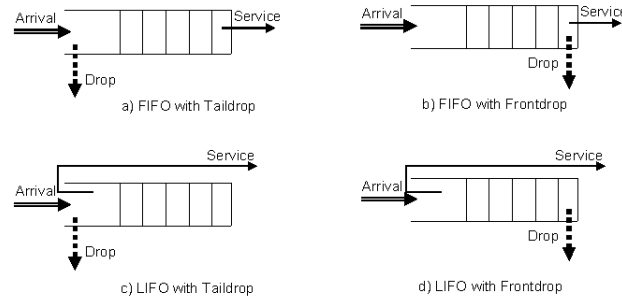 Arrival
Service
Drop
a) FIFO with Taildrop
Arrival
Service
Drop
b) FIFO with Frontdrop
Service
Arrival
Drop
c) LIFO with Taildrop
Service
Arrival
Drop
d) LIFO with Frontdrop